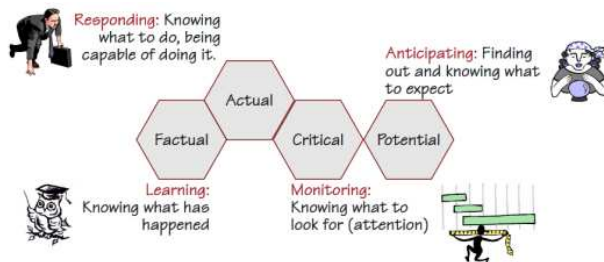 Responding: Knowing
what to do, being
capable of doing it.
Anticipating: Finding
out and knowing what
to expect
Actual
Factual
Critical
Potential
Learning:
Knowing what has
happened
Monitoring:
Knowing what to
look for (attention)